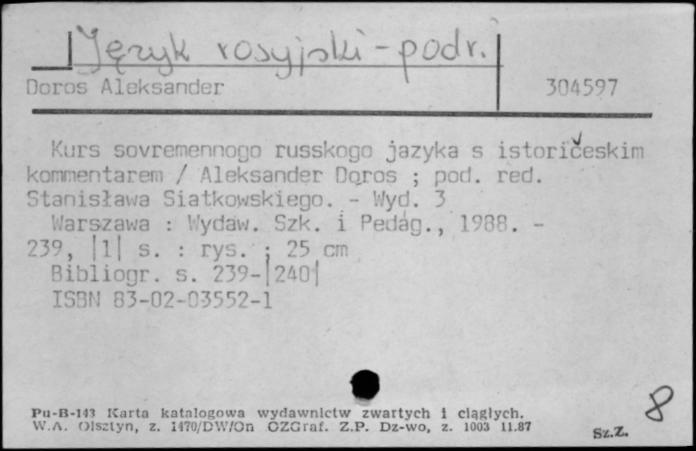 Język rosyjski - podr.
Doros Aleksander 304597
Kurs sovremennogo russkogo jazyka s istoričeskim
kommentarem / Aleksander Doros ; pod. red.
Stanisława Siatkowskiego. - Wyd. 3
Warszawa : Wydaw. Szk. i Pedag., 1988. -
239, |1| s. : rys. ; 25 cm
Bibliogr. s. 239-|240|
ISBN 83-02-03552-1
Pu-B-143 Karta katalogowa wydawnictw zwartych i ciągłych.
W.A. Olsztyn, z. 1470/DW/On OZGraf. Z.P. Dz-wo, z. 1003 11.87
Sz.Z. 8